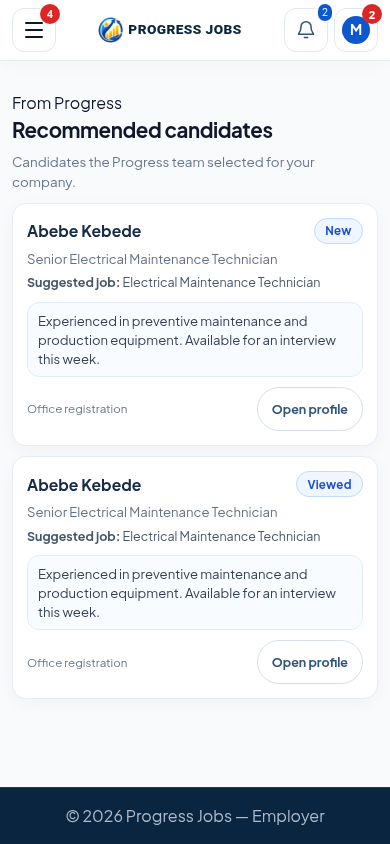 4
PROGRESS JOBS
2
M
2
From Progress
Recommended candidates
Candidates the Progress team selected for your
company.
Abebe Kebede
New
Senior Electrical Maintenance Technician
Suggested job: Electrical Maintenance Technician
Experienced in preventive maintenance and
production equipment. Available for an interview
this week.
Office registration
Open profile
Abebe Kebede
Viewed
Senior Electrical Maintenance Technician
Suggested job: Electrical Maintenance Technician
Experienced in preventive maintenance and
production equipment. Available for an interview
this week.
Office registration
Open profile
© 2026 Progress Jobs — Employer